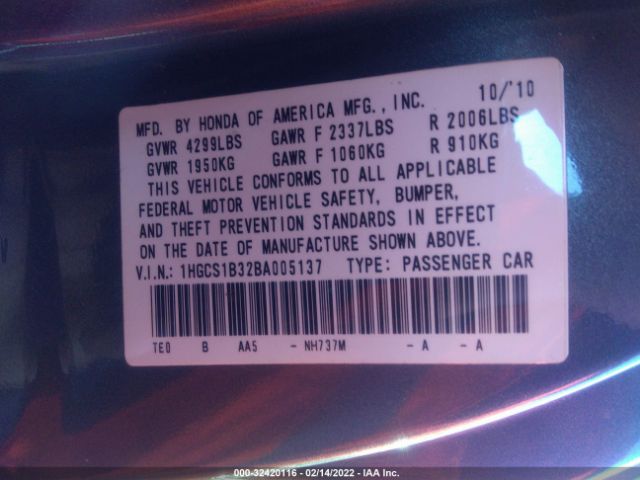 MFD. BY HONDA OF AMERICA MFG., INC. 10/'10
GVWR 4299LBS GAWR F 2337LBS R 2006LBS
GVWR 1950KG GAWR F 1060KG R 910KG
THIS VEHICLE CONFORMS TO ALL APPLICABLE
FEDERAL MOTOR VEHICLE SAFETY, BUMPER,
AND THEFT PREVENTION STANDARDS IN EFFECT
ON THE DATE OF MANUFACTURE SHOWN ABOVE.
V.I.N.: 1HGCS1B32BA005137 TYPE: PASSENGER CAR
TE0 B AA5 - NH737M - A - A
000-32420116 - 02/14/2022 - IAA Inc.